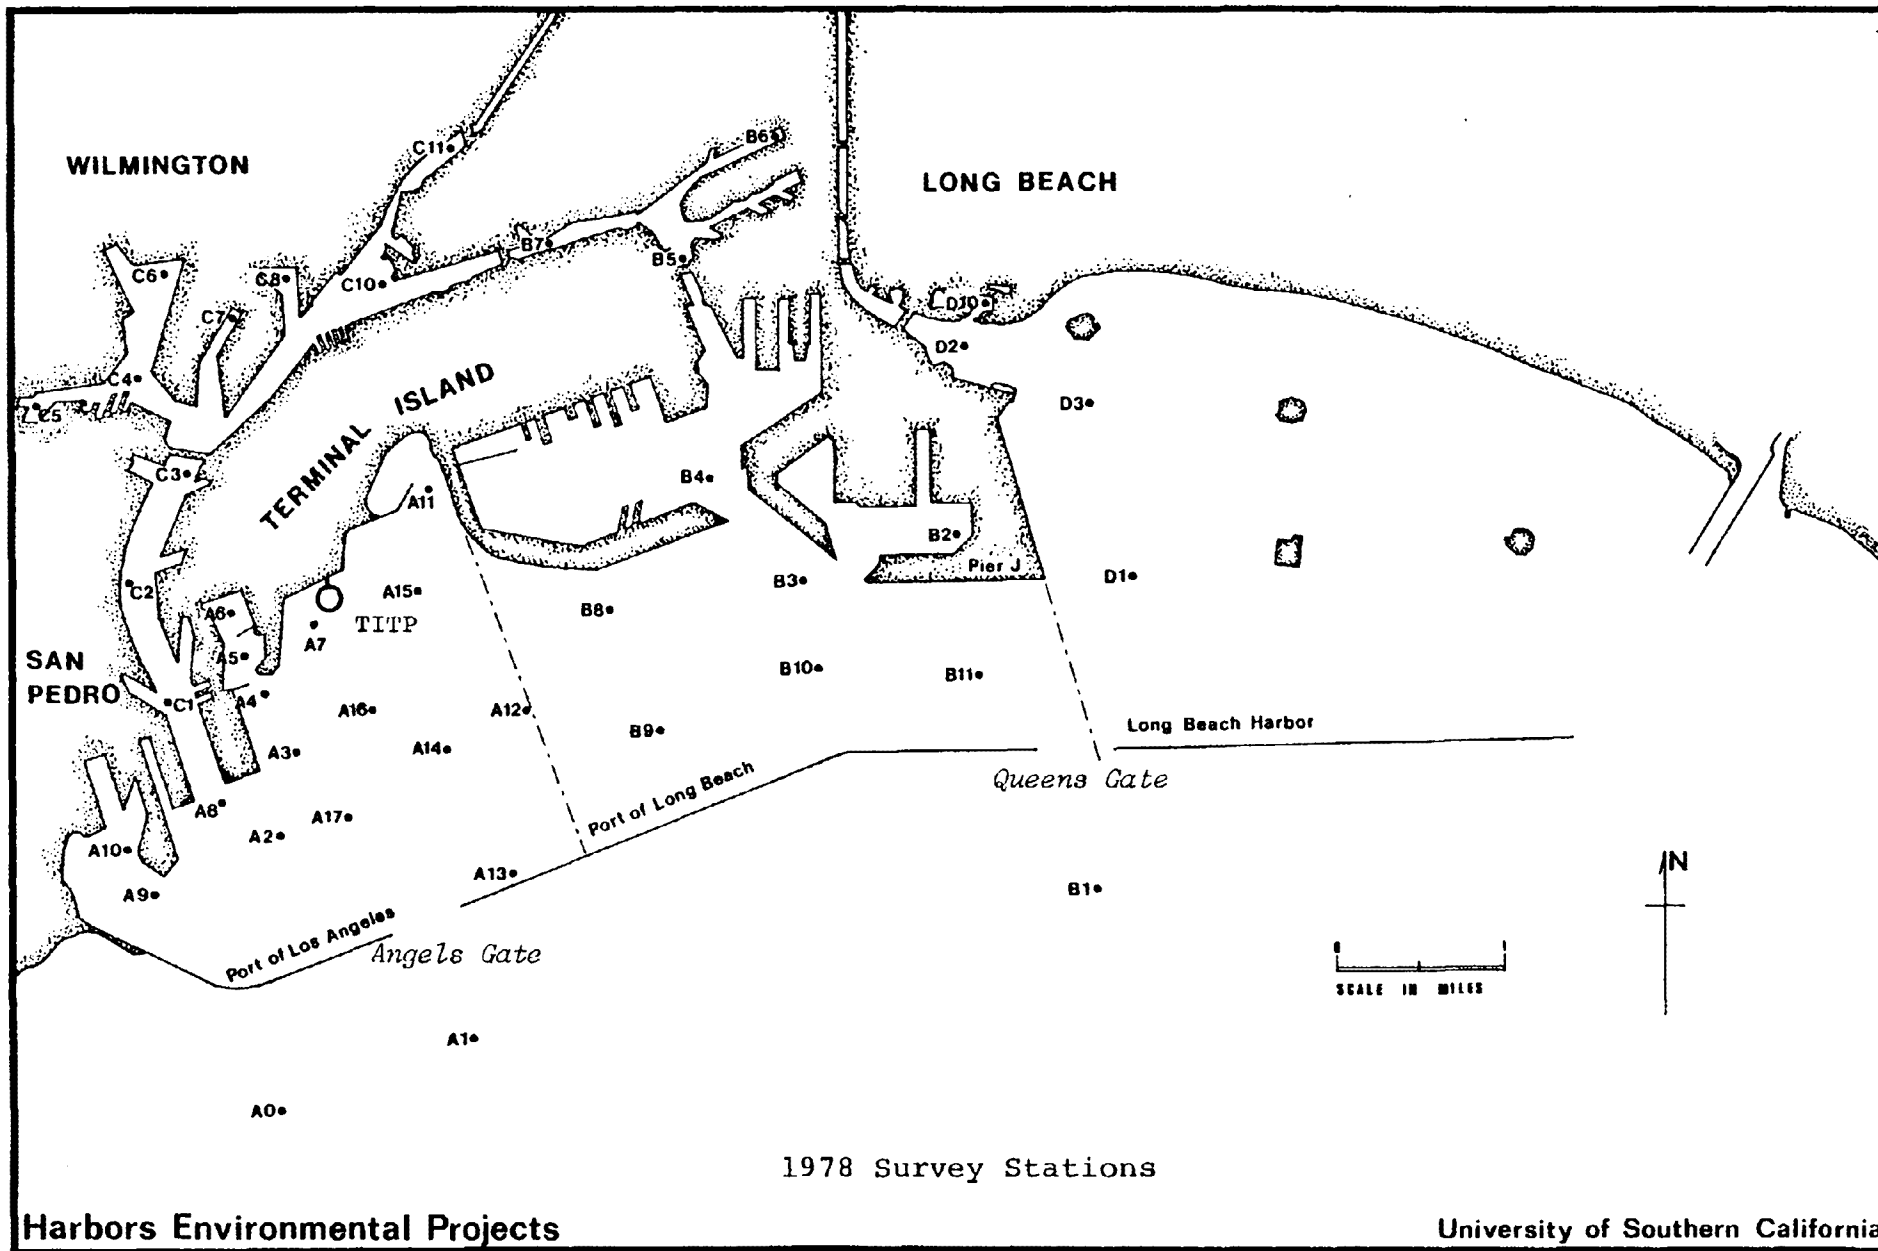 WILMINGTON
LONG BEACH
C11
B6
B7
B5
C6
C8
C10
C7
D10
D2
C4
C5
D3
TERMINAL ISLAND
C3
A11
B4
B2
Pier J
C2
A15
B8
B3
D1
A6
TITP
A7
A5
SAN
PEDRO
C1
A4
A16
A12
B10
B11
A3
A14
B9
Long Beach Harbor
Queens Gate
Port of Long Beach
A8
A2
A17
A10
A9
A13
B1
N
Port of Los Angeles
Angels Gate
SCALE IN MILES
A1
A0
1978 Survey Stations
Harbors Environmental Projects
University of Southern California